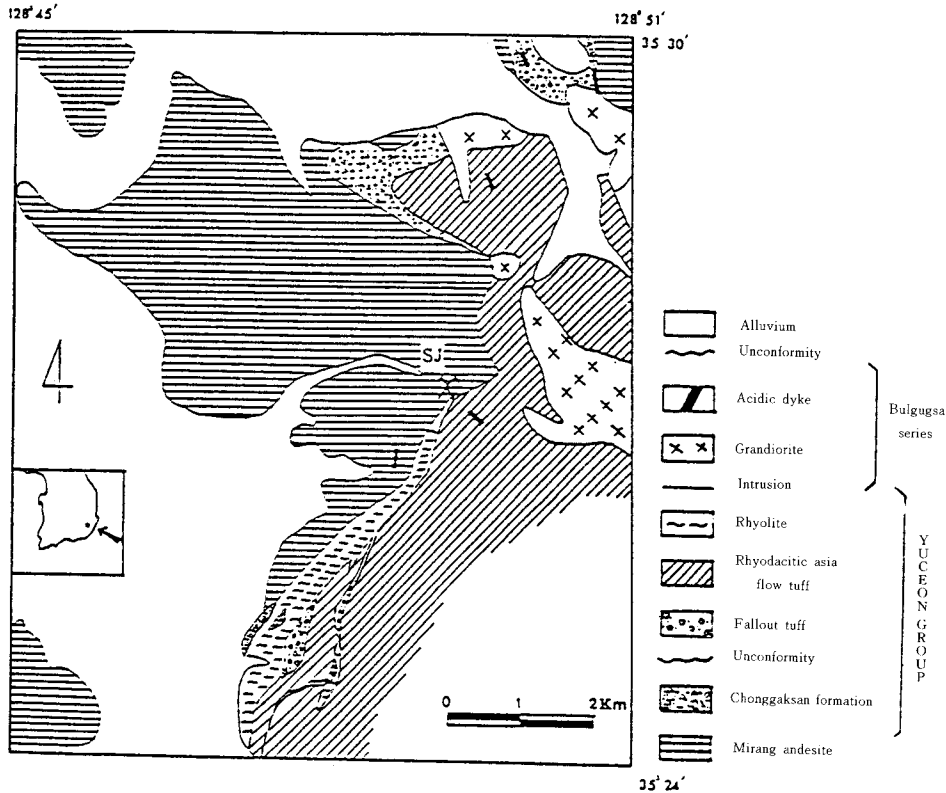 128° 45′
128° 51′
35 30′
SJ
0 1 2Km
35° 24′
Alluvium
Unconformity
Acidic dyke
Grandiorite
Intrusion
Rhyolite
Rhyodacitic asia
flow tuff
Fallout tuff
Unconformity
Chonggaksan formation
Mirang andesite
Bulgugsa
series
YUCEON GROUP